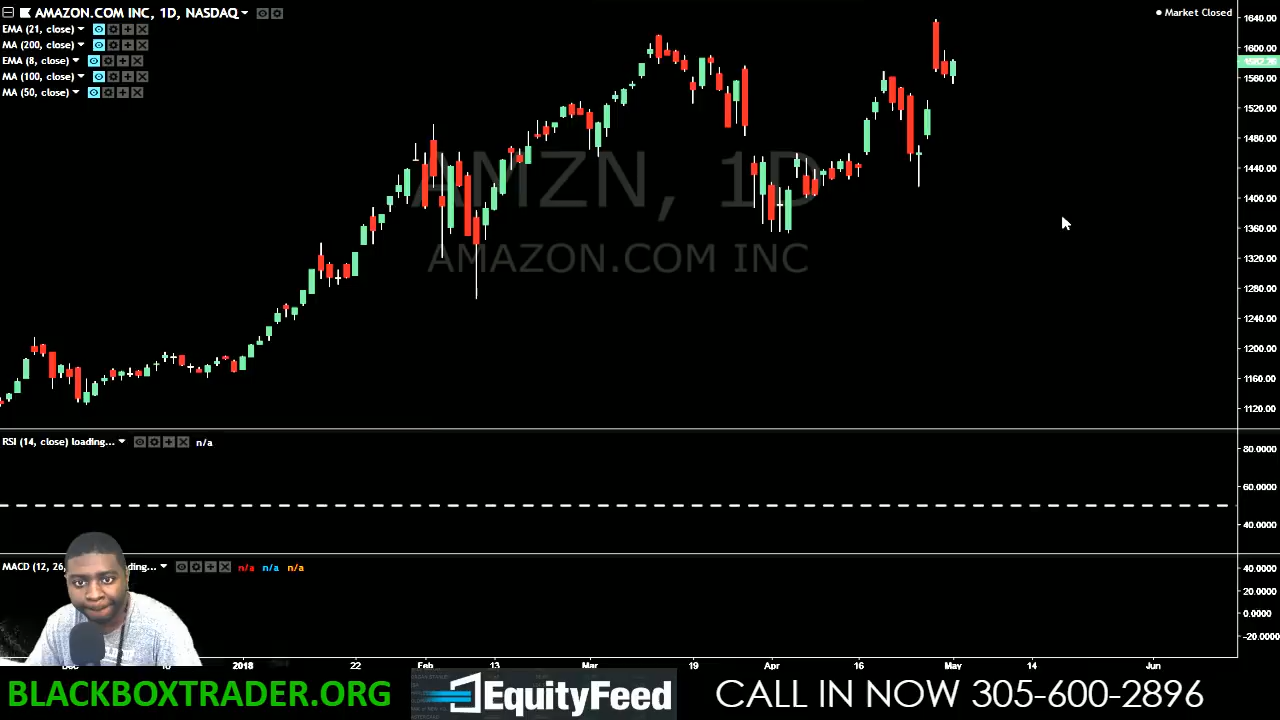 AMAZON.COM INC, 1D, NASDAQ
Market Closed
EMA (21, close)
MA (200, close)
EMA (8, close)
MA (100, close)
MA (50, close)
1640.00
1600.00
1560.00
1520.00
1480.00
1440.00
1400.00
1360.00
1320.00
1280.00
1240.00
1200.00
1160.00
1120.00
AMZN, 1D
AMAZON.COM INC
RSI (14, close) loading... n/a
80.0000
60.0000
40.0000
MACD (12, 26, n/a n/a n/a
40.0000
20.0000
0.0000
-20.0000
2018 22 Feb 13 Mar 19 Apr 16 May 14 Jun
BLACKBOXTRADER.ORG
EquityFeed
CALL IN NOW 305-600-2896